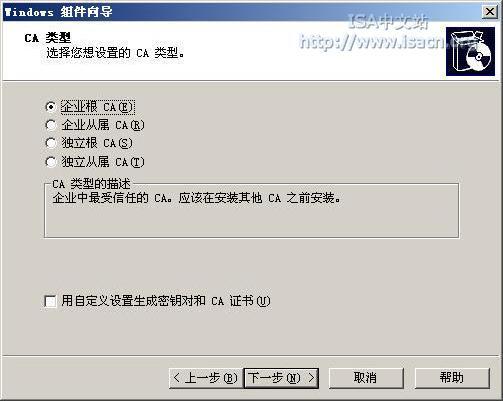 Windows 组件向导
ISA中文站
http://www.isacn.org
CA 类型
选择您想设置的 CA 类型。
企业根 CA(E)
企业从属 CA(R)
独立根 CA(S)
独立从属 CA(T)
CA 类型的描述
企业中最受信任的 CA。应该在安装其他 CA 之前安装。
用自定义设置生成密钥对和 CA 证书(U)
< 上一步(B) 下一步(N) > 取消 帮助